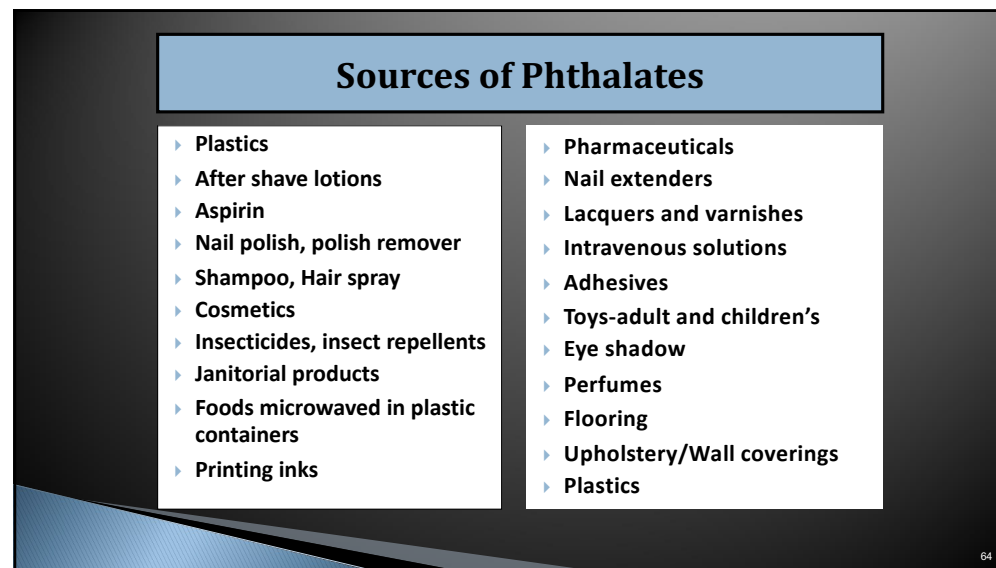 Sources of Phthalates
Plastics
After shave lotions
Aspirin
Nail polish, polish remover
Shampoo, Hair spray
Cosmetics
Insecticides, insect repellents
Janitorial products
Foods microwaved in plastic
containers
Printing inks
Pharmaceuticals
Nail extenders
Lacquers and varnishes
Intravenous solutions
Adhesives
Toys-adult and children’s
Eye shadow
Perfumes
Flooring
Upholstery/Wall coverings
Plastics
64